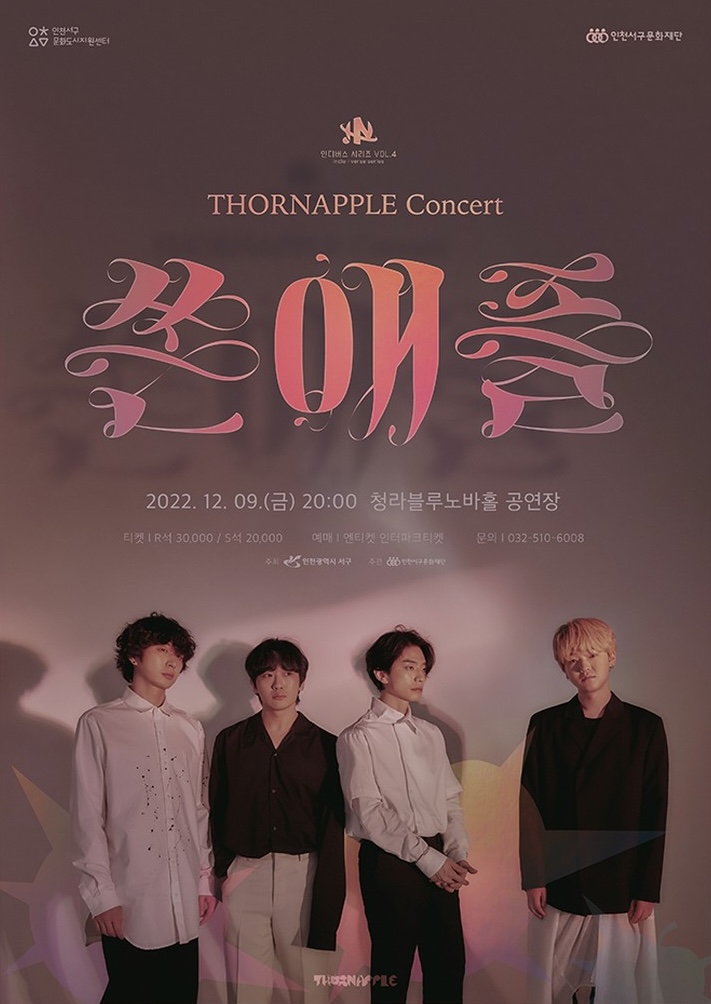 인천서구
문화도시지원센터
인천서구문화재단
인디버스 시리즈 VOL.4
indie : verse series
THORNAPPLE Concert
쏜애플
2022. 12. 09.(금) 20:00 청라블루노바홀 공연장
티켓 I R석 30,000 / S석 20,000 예매 I 엔티켓 인터파크티켓 문의 I 032-510-6008
주최 인천광역시 서구 주관 인천서구문화재단
THORNAPPLE